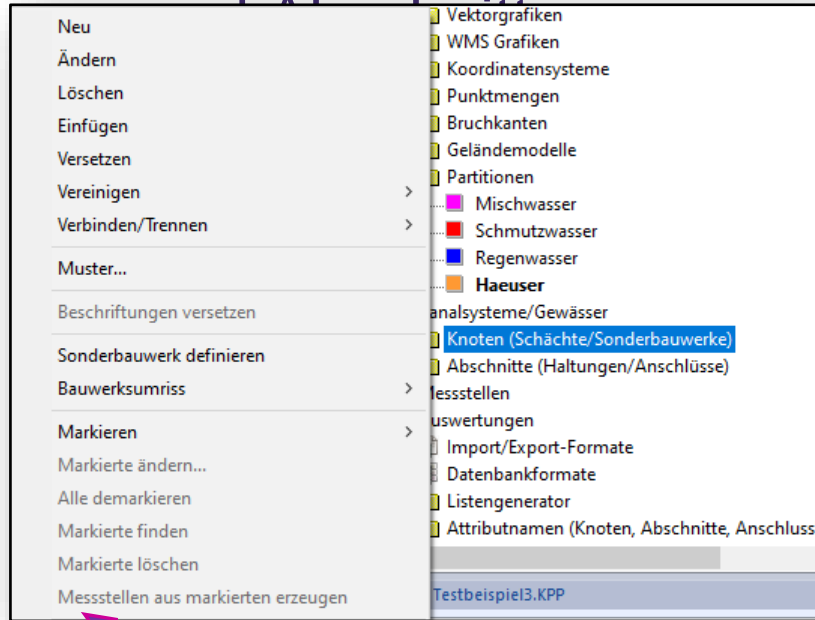 Neu
Ändern
Löschen
Einfügen
Versetzen
Vereinigen
Verbinden/Trennen
Muster...
Beschriftungen versetzen
Sonderbauwerk definieren
Bauwerksumriss
Markieren
Markierte ändern...
Alle demarkieren
Markierte finden
Markierte löschen
Messstellen aus markierten erzeugen
Vektorgrafiken
WMS Grafiken
Koordinatensysteme
Punktmengen
Bruchkanten
Geländemodelle
Partitionen
Mischwasser
Schmutzwasser
Regenwasser
Haeuser
analsysteme/Gewässer
Knoten (Schächte/Sonderbauwerke)
Abschnitte (Haltungen/Anschlüsse)
essstellen
uswertungen
Import/Export-Formate
Datenbankformate
Listengenerator
Attributnamen (Knoten, Abschnitte, Anschluss
Testbeispiel3.KPP